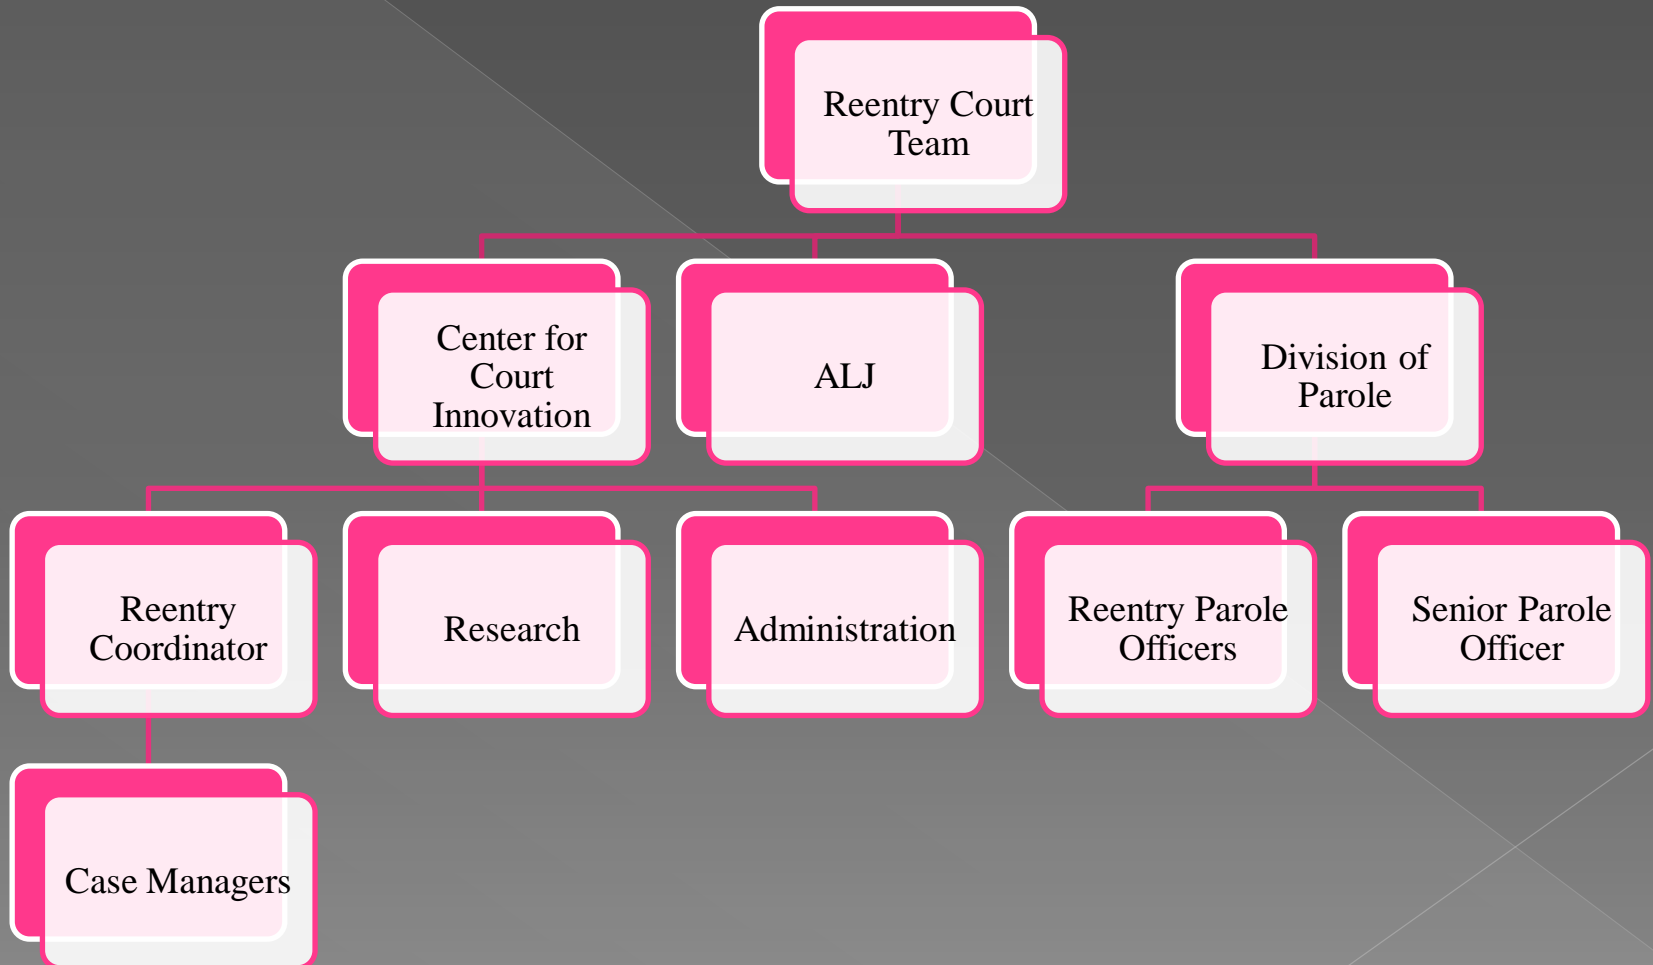 Reentry Court
Team
Center for
Court
Innovation
ALJ
Division of
Parole
Reentry
Coordinator
Research
Administration
Reentry Parole
Officers
Senior Parole
Officer
Case Managers